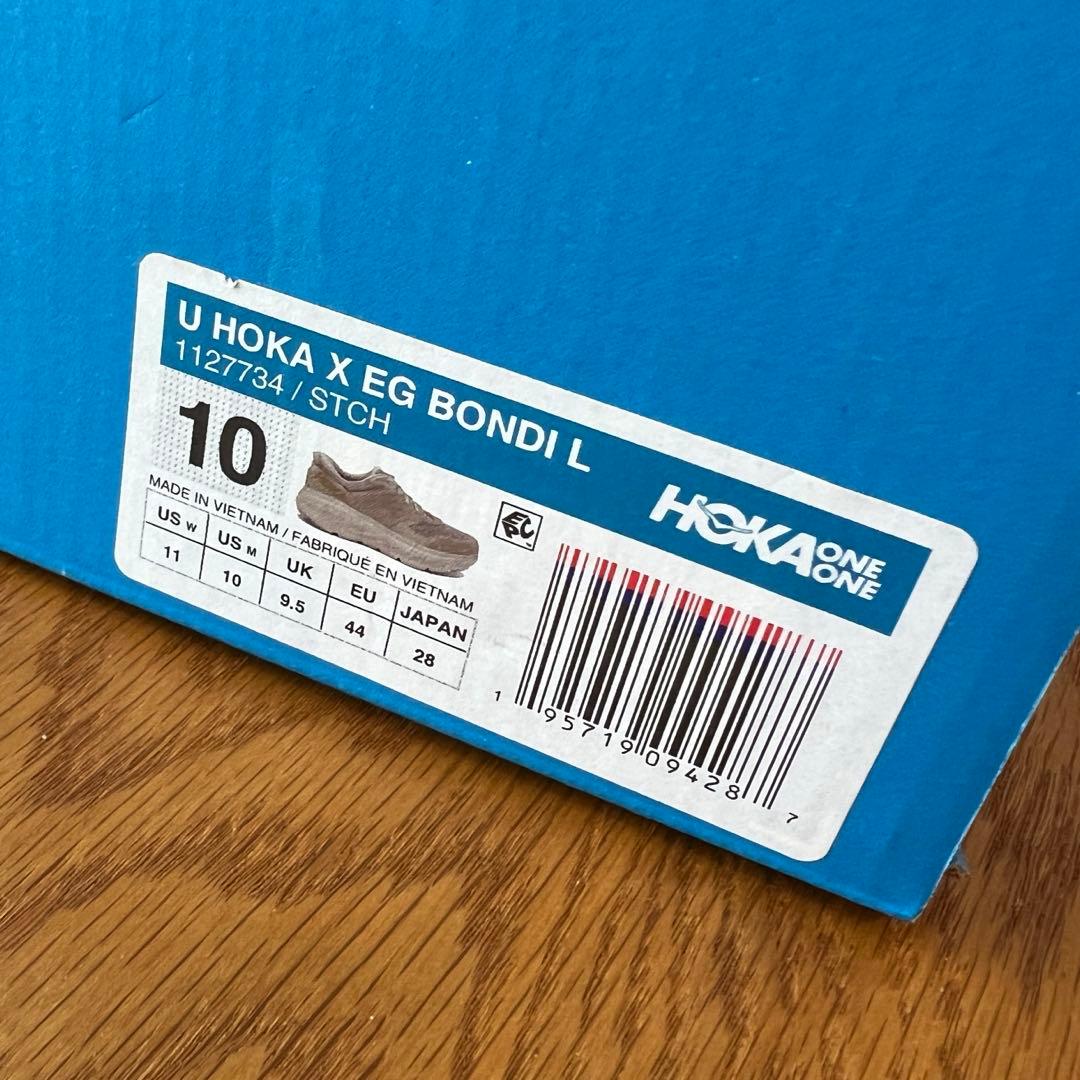 U HOKA X EG BONDI L
1127734 / STCH
10
HOKA ONE ONE
MADE IN VIETNAM / FABRIQUÉ EN VIETNAM
US W US M UK EU JAPAN
11 10 9.5 44 28
1 95719 09428 7